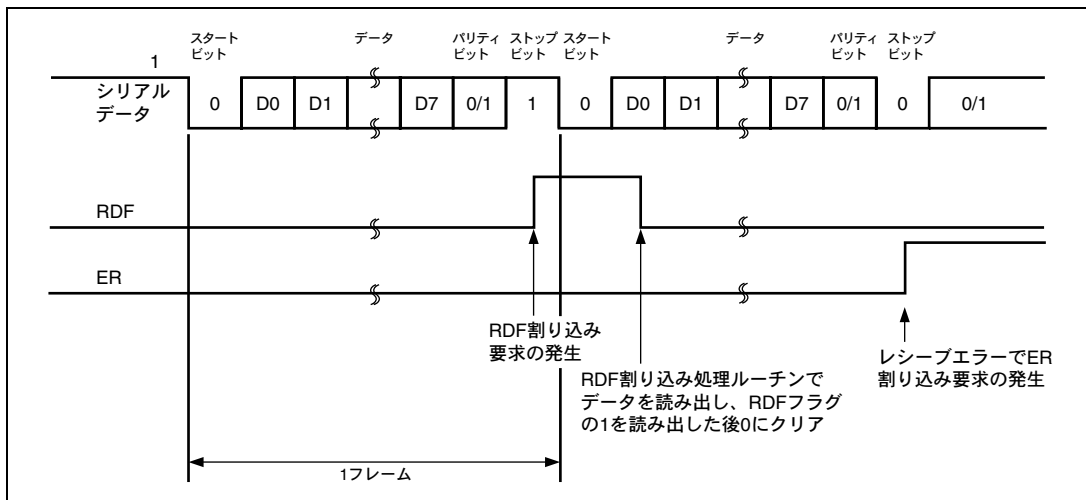 スタート
ビット
データ
パリティ
ビット
ストップ
ビット
スタート
ビット
データ
パリティ
ビット
ストップ
ビット
1
シリアル
データ
0 D0 D1 D7 0/1 1 0 D0 D1 D7 0/1 0 0/1
RDF
ER
RDF割り込み
要求の発生
RDF割り込み処理ルーチンで
データを読み出し、RDFフラグ
の1を読み出した後0にクリア
レシーブエラーでER
割り込み要求の発生
1フレーム